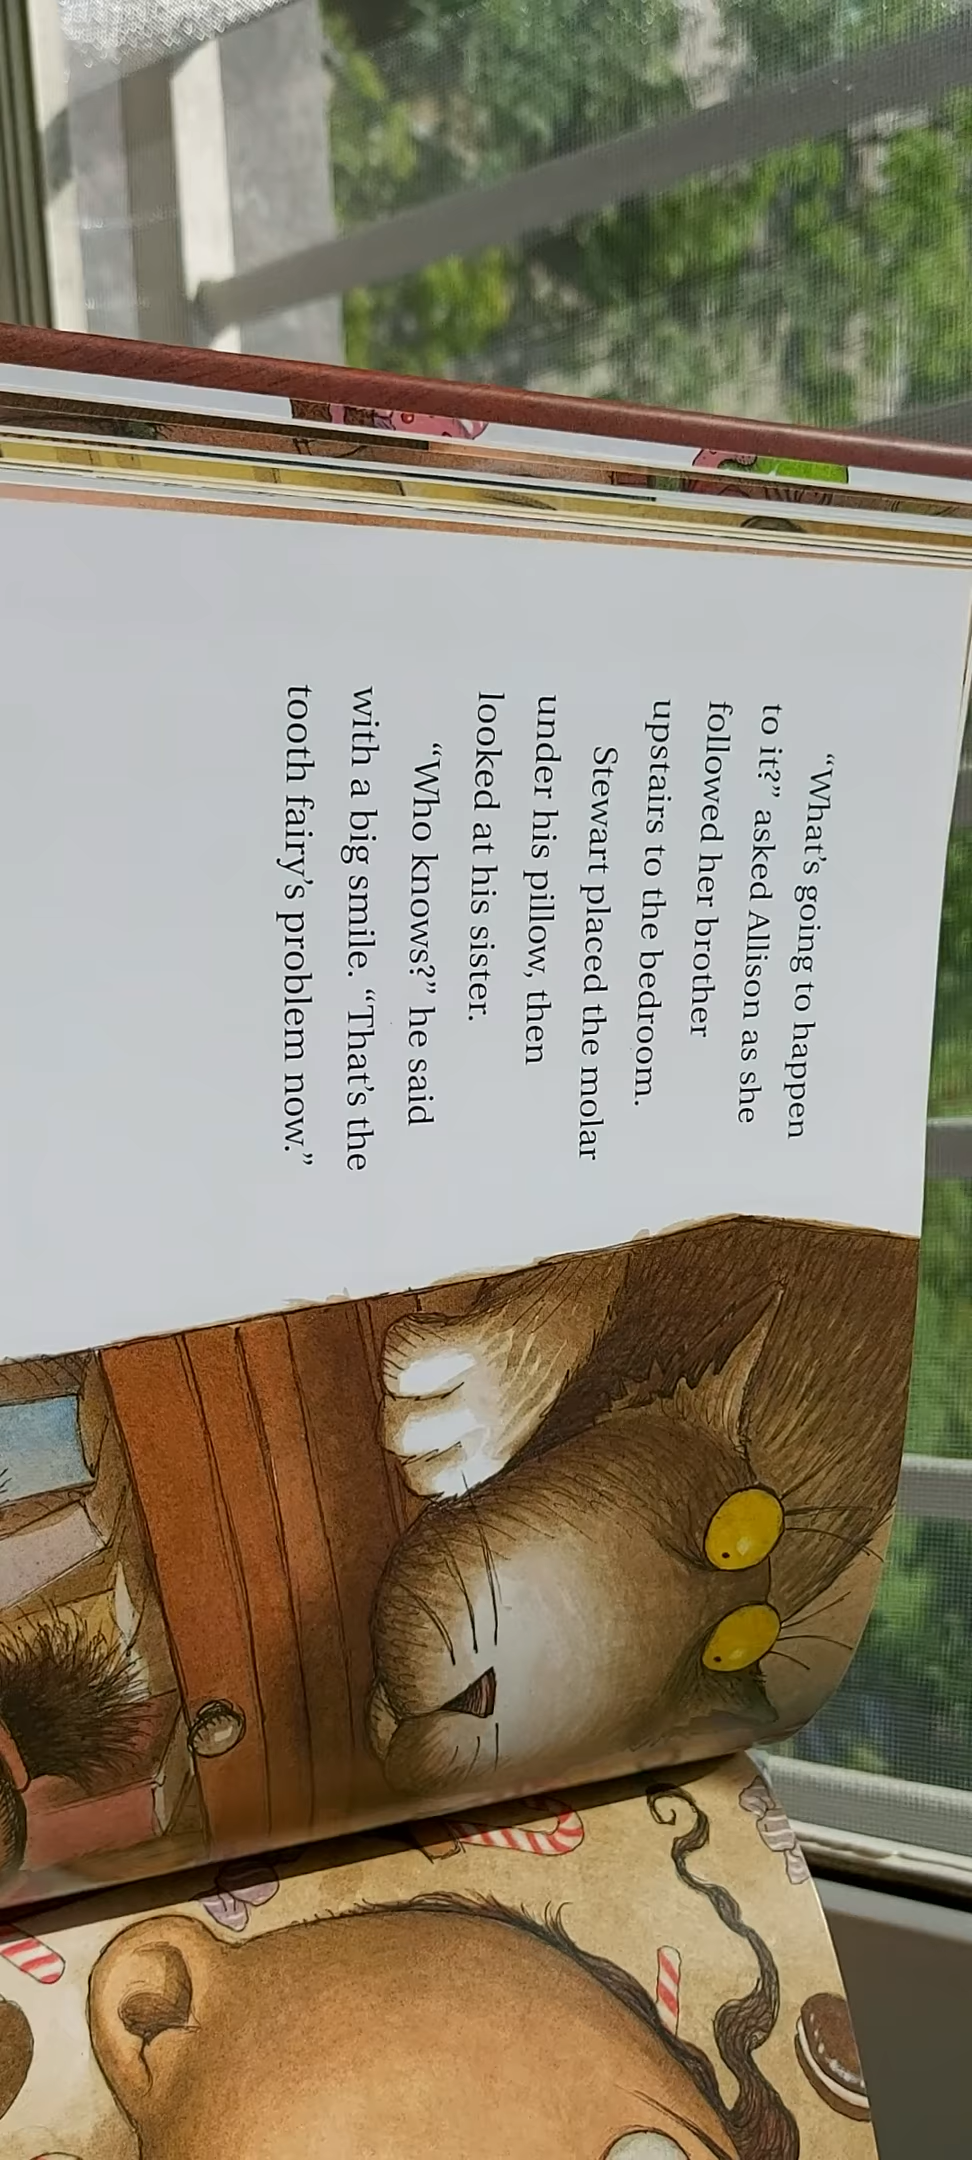 “What’s going to happen
to it?” asked Allison as she
followed her brother
upstairs to the bedroom.
Stewart placed the molar
under his pillow, then
looked at his sister.
“Who knows?” he said
with a big smile. “That’s the
tooth fairy’s problem now.”